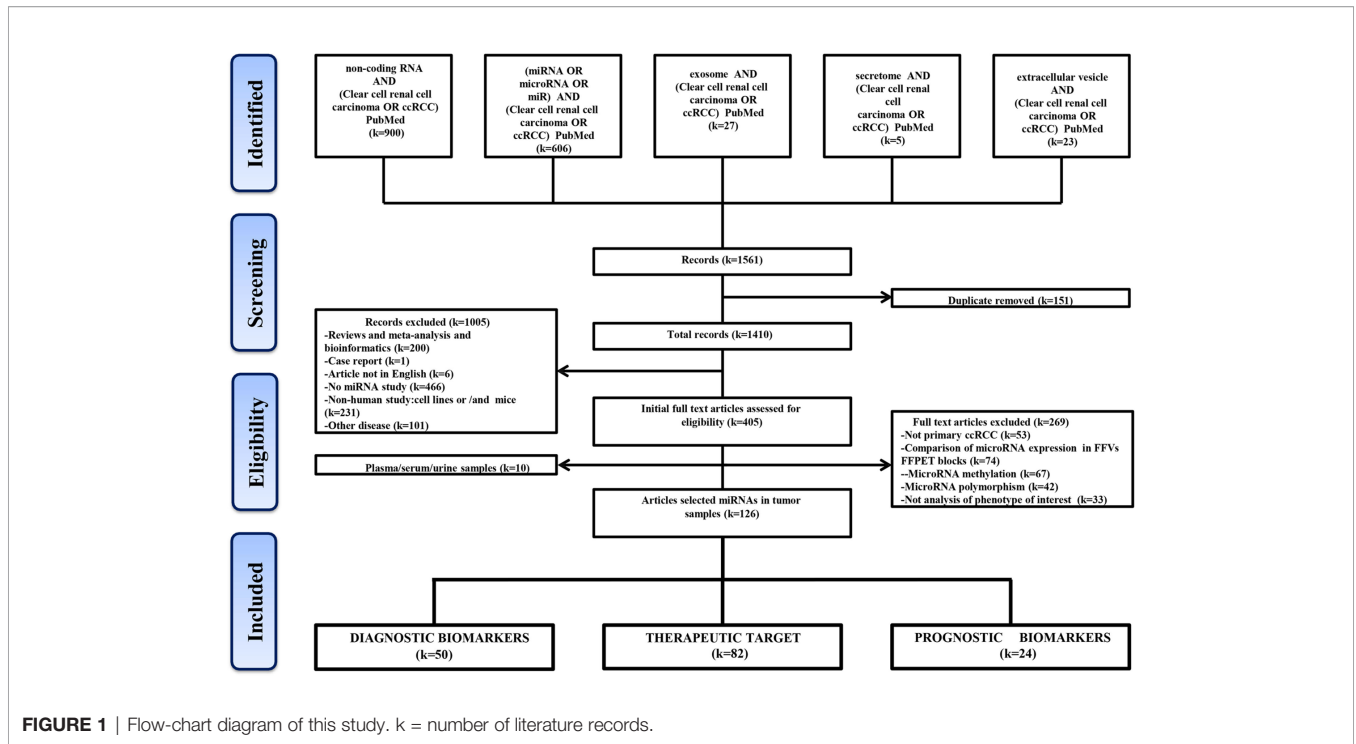 Identified
non-coding RNA
AND
(Clear cell renal cell
carcinoma OR ccRCC)
PubMed
(k=900)
(miRNA OR
microRNA OR
miR) AND
(Clear cell renal cell
carcinoma OR
ccRCC) PubMed
(k=606)
exosome AND
(Clear cell renal cell
carcinoma OR
ccRCC) PubMed
(k=27)
secretome AND
(Clear cell renal
cell
carcinoma OR
ccRCC) PubMed
(k=5)
extracellular vesicle
AND
(Clear cell renal cell
carcinoma OR
ccRCC) PubMed
(k=23)
Screening
Records (k=1561)
Duplicate removed (k=151)
Total records (k=1410)
Records excluded (k=1005)
-Reviews and meta-analysis and
bioinformatics (k=200)
-Case report (k=1)
-Article not in English (k=6)
-No miRNA study (k=466)
-Non-human study:cell lines or /and mice
(k=231)
-Other disease (k=101)
Eligibility
Initial full text articles assessed for
eligibility (k=405)
Plasma/serum/urine samples (k=10)
Full text articles excluded (k=269)
-Not primary ccRCC (k=53)
-Comparison of microRNA expression in FFVs
FFPET blocks (k=74)
--MicroRNA methylation (k=67)
-MicroRNA polymorphism (k=42)
-Not analysis of phenotype of interest (k=33)
Articles selected miRNAs in tumor
samples (k=126)
Included
DIAGNOSTIC BIOMARKERS
(k=50)
THERAPEUTIC TARGET
(k=82)
PROGNOSTIC BIOMARKERS
(k=24)
FIGURE 1 | Flow-chart diagram of this study. k = number of literature records.